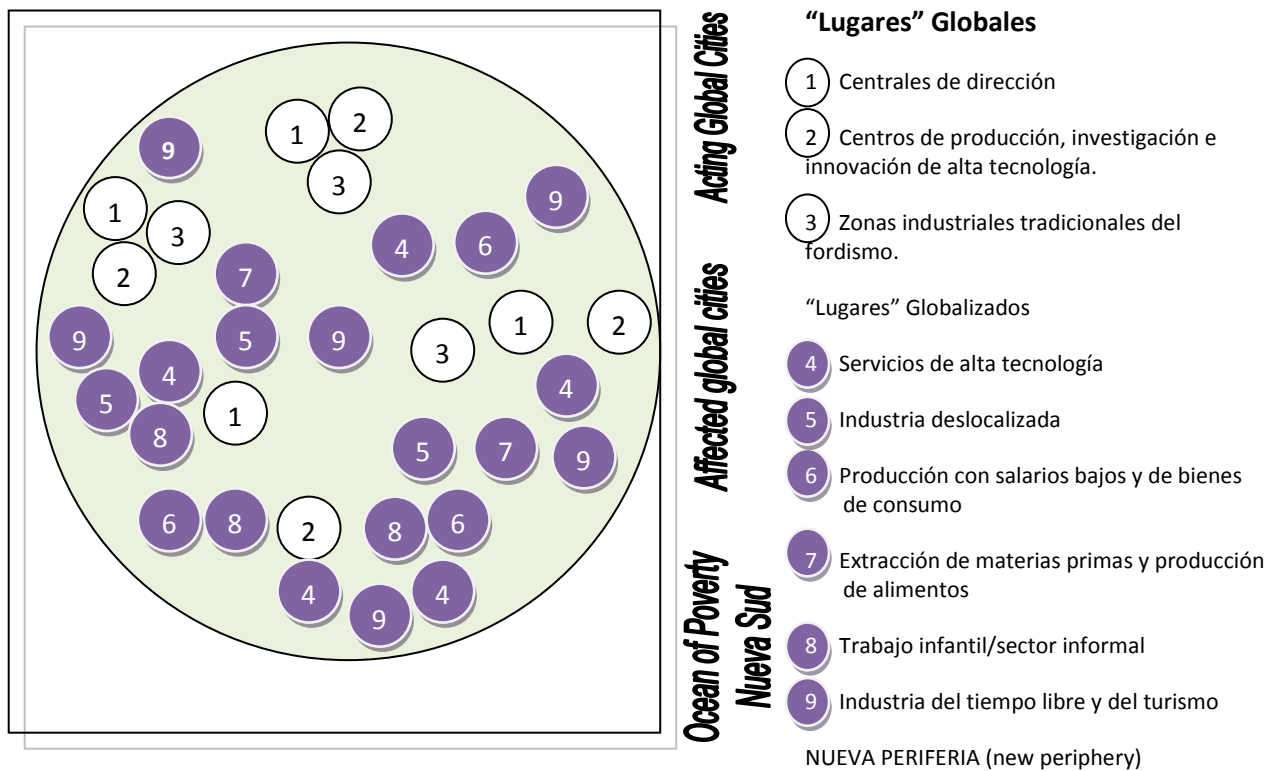 “Lugares” Globales
1 Centrales de dirección
2 Centros de producción, investigación e
innovación de alta tecnología.
3 Zonas industriales tradicionales del
fordismo.
“Lugares” Globalizados
4 Servicios de alta tecnología
5 Industria deslocalizada
6 Producción con salarios bajos y de bienes
de consumo
7 Extracción de materias primas y producción
de alimentos
8 Trabajo infantil/sector informal
9 Industria del tiempo libre y del turismo
NUEVA PERIFERIA (new periphery)
Acting Global Cities
Affected global cities
Ocean of Poverty
Nueva Sud
1 2
9
3
1
9
3
4 6
2
7
1 2
9
5 9
3
4
4
5
1
8
5 7 9
6 8 2 8 6
4 4
9